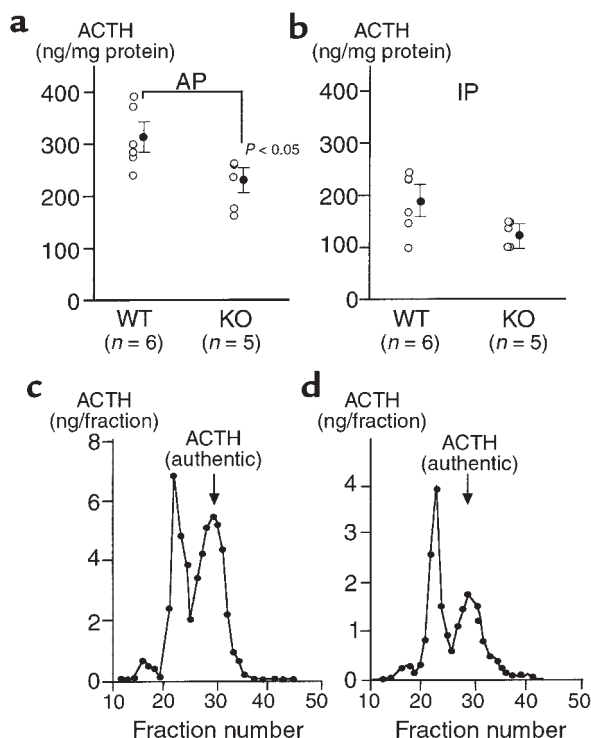 a
ACTH
(ng/mg protein)
AP
400
300
200
100
0
P < 0.05
WT
KO
(n = 6)
(n = 5)
b
ACTH
(ng/mg protein)
IP
400
300
200
100
0
WT
KO
(n = 6)
(n = 5)
c
ACTH
(ng/fraction)
ACTH
(authentic)
8
6
4
2
0
10 20 30 40 50
Fraction number
d
ACTH
(ng/fraction)
ACTH
(authentic)
4
3
2
1
0
10 20 30 40 50
Fraction number